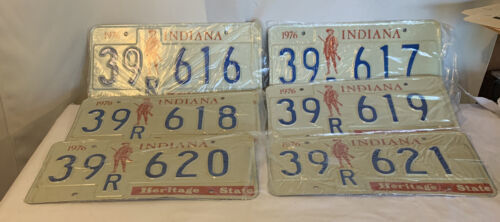 1976 INDIANA
39 R 616
1976 INDIANA
39 R 617
1976 INDIANA
39 R 618
1976 INDIANA
39 R 619
1976 INDIANA
39 R 620
Heritage State
1976 INDIANA
39 R 621
Heritage State